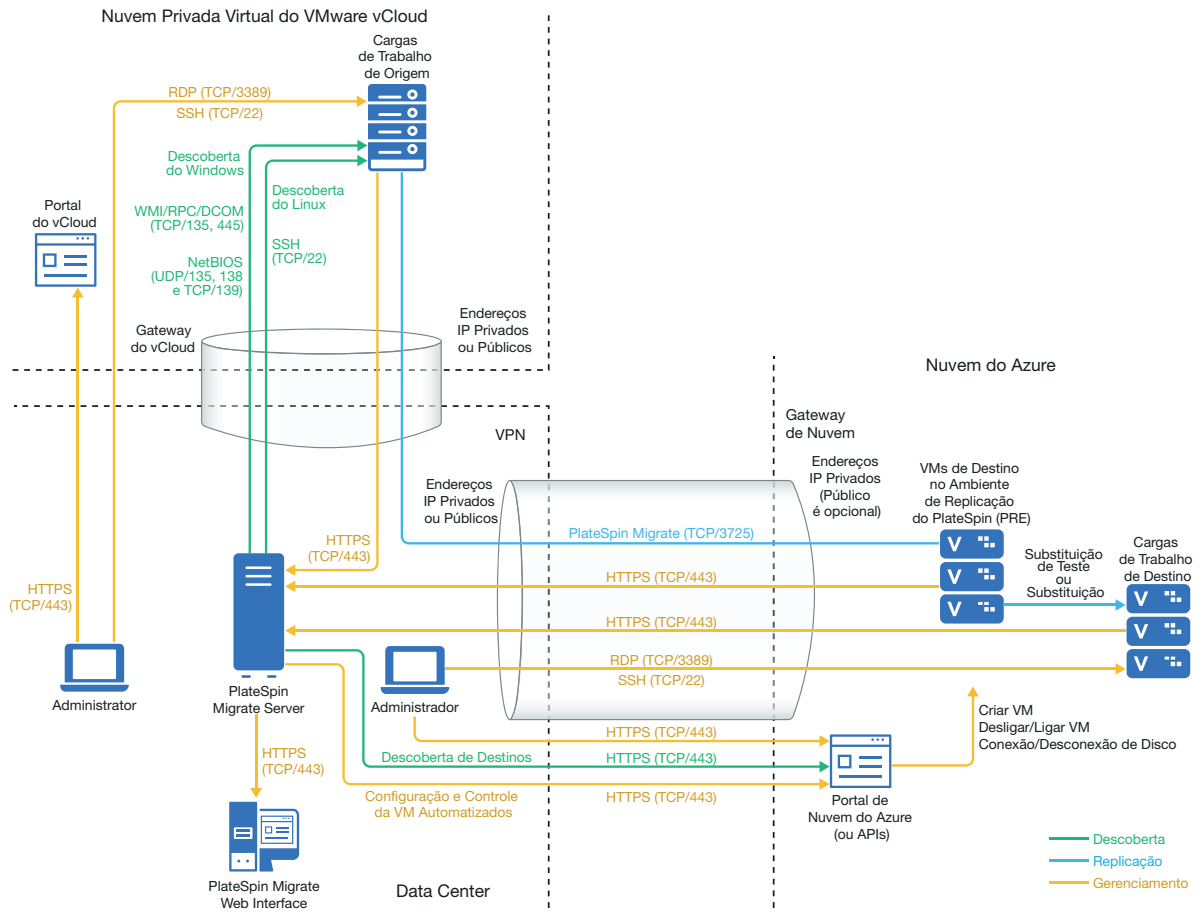 Nuvem Privada Virtual do VMware vCloud
Cargas
de Trabalho
de Origem
RDP (TCP/3389)
SSH (TCP/22)
Descoberta
do Windows
Descoberta
do Linux
WMI/RPC/DCOM
(TCP/135, 445)
SSH
(TCP/22)
NetBIOS
(UDP/135, 138
e TCP/139)
Portal
do vCloud
Gateway
do vCloud
Endereços
IP Privados
ou Públicos
Nuvem do Azure
VPN
Gateway
de Nuvem
Endereços
IP Privados
ou Públicos
Endereços
IP Privados
(Público
é opcional)
VMs de Destino
no Ambiente
de Replicação
do PlateSpin (PRE)
Cargas
de Trabalho
de Destino
HTTPS
(TCP/443)
PlateSpin Migrate (TCP/3725)
V
V
V
Substituição
de Teste
ou
Substituição
V
V
V
HTTPS (TCP/443)
HTTPS (TCP/443)
HTTPS
(TCP/443)
RDP (TCP/3389)
SSH (TCP/22)
Administrator
PlateSpin
Migrate Server
Administrador
Criar VM
Desligar/Ligar VM
Conexão/Desconexão de Disco
HTTPS (TCP/443)
HTTPS
(TCP/443)
Descoberta de Destinos
HTTPS (TCP/443)
Configuração e Controle
da VM Automatizados
HTTPS (TCP/443)
Portal de
Nuvem do Azure
(ou APIs)
PlateSpin Migrate
Web Interface
Data Center
Descoberta
Replicação
Gerenciamento